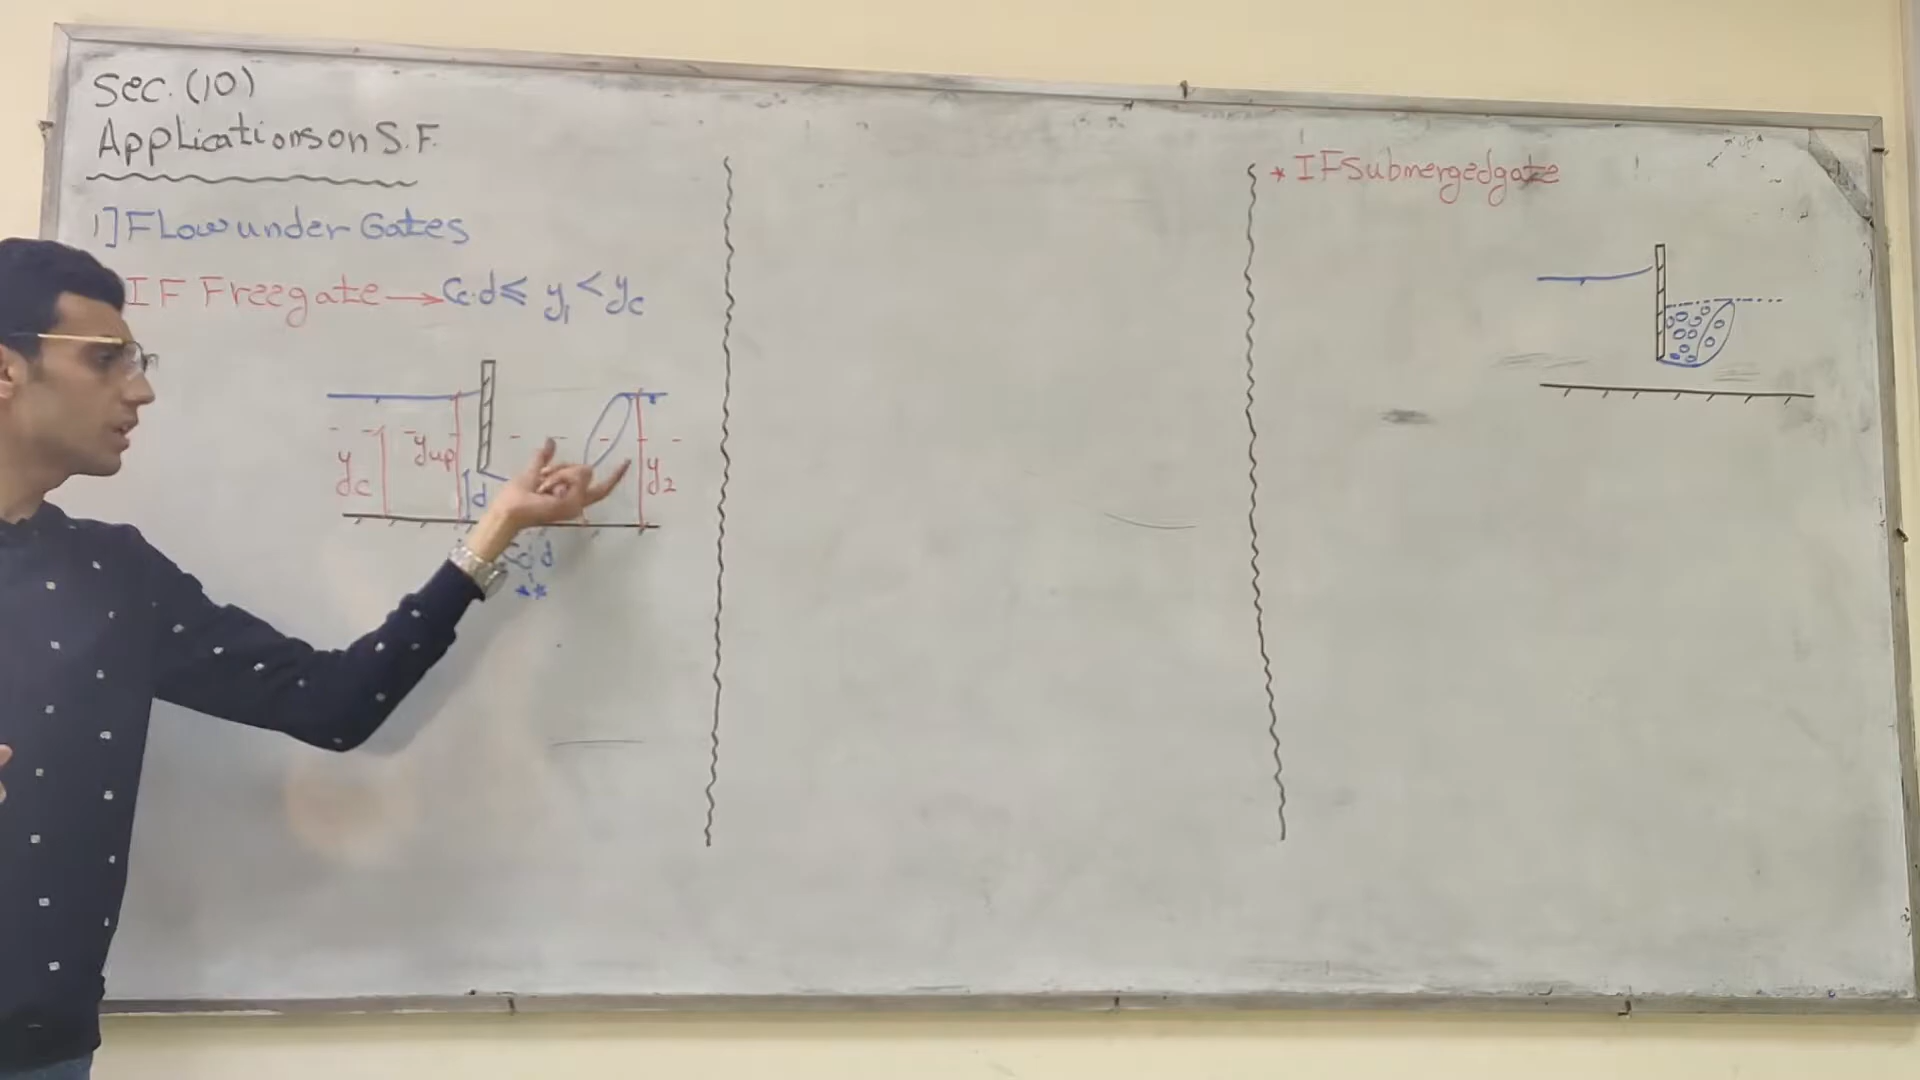 Sec. (10)
Applications on S.F.
1] Flow under Gates
IF Free gate → Cc.d ≤ y1 < yc
yc
yup
d
y2
Cc d
**
* IF Submerged gate